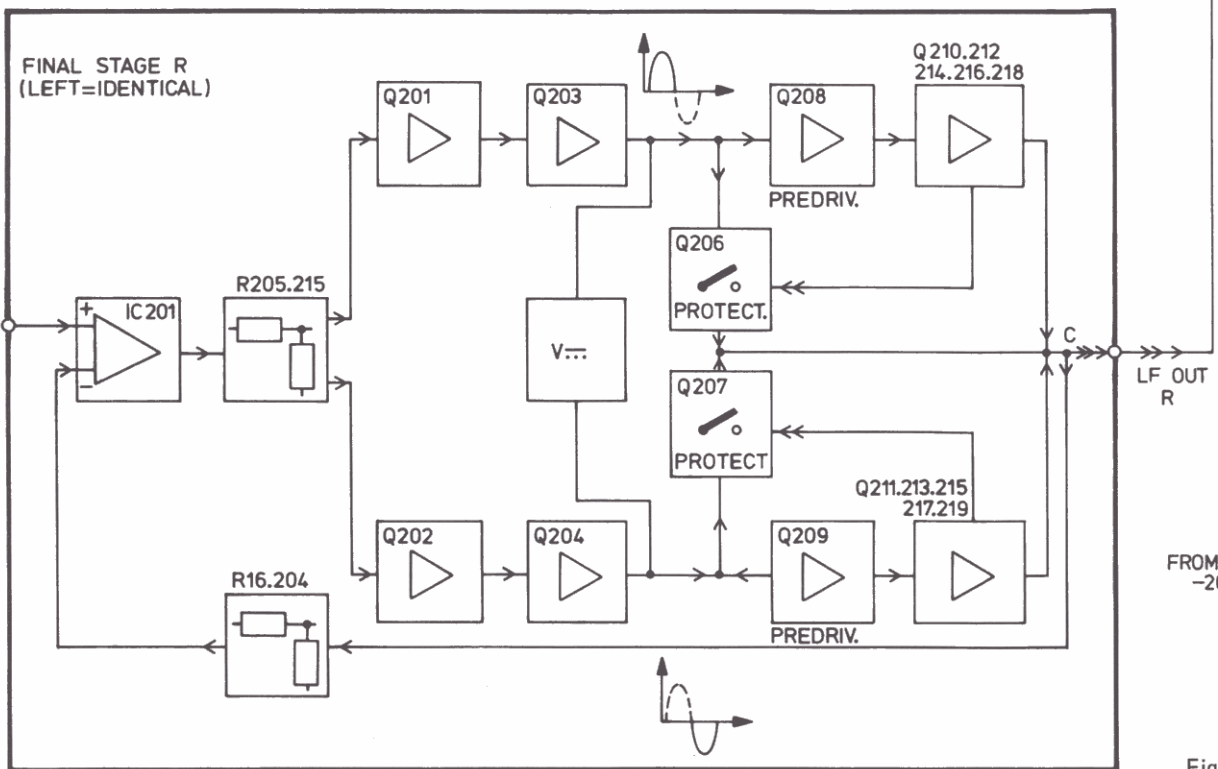 FINAL STAGE R
(LEFT=IDENTICAL)
Q201
Q203
Q208
PREDRIV.
Q210.212
214.216.218
Q206
PROTECT.
+
IC201
-
R205.215
V
C
LF OUT
R
Q207
PROTECT
Q211.213.215
217.219
Q202
Q204
Q209
PREDRIV.
R16.204
FROM
Fig